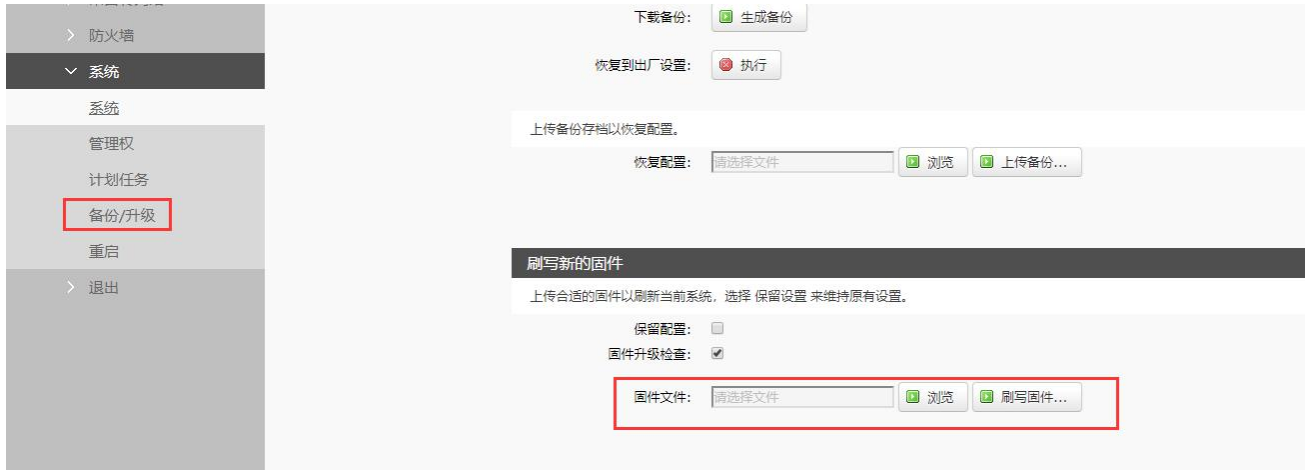 防火墙
系统
系统
管理权
计划任务
备份/升级
重启
退出
下载备份: 生成备份
恢复到出厂设置: 执行
上传备份存档以恢复配置。
恢复配置: 请选择文件 浏览 上传备份...
刷写新的固件
上传合适的固件以刷新当前系统，选择 保留设置 来维持原有设置。
保留配置:
固件升级检查:
固件文件: 请选择文件 浏览 刷写固件...